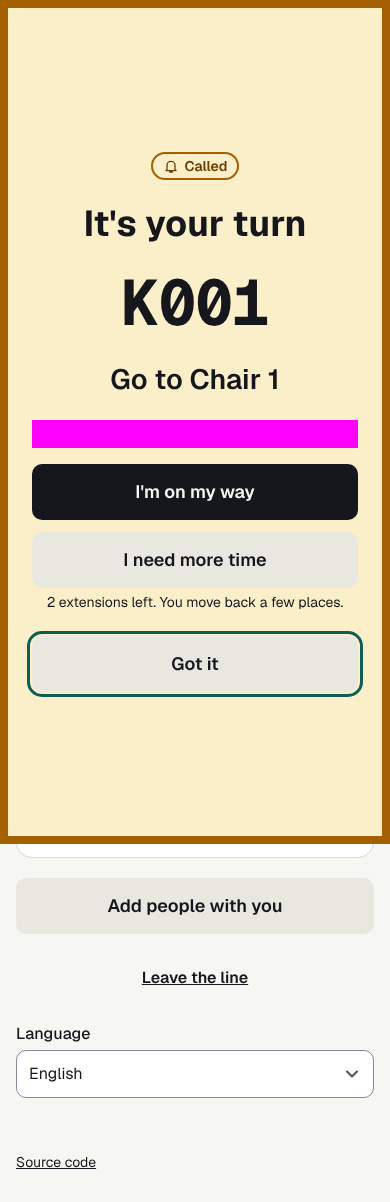 Called
It's your turn
K001
Go to Chair 1
I'm on my way
I need more time
2 extensions left. You move back a few places.
Got it
Add people with you
Leave the line
Language
English
Source code